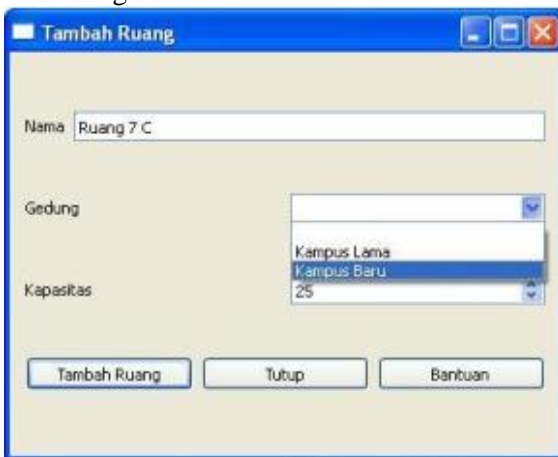 Tambah Ruang
Nama Ruang 7 C
Gedung
Kampus Lama
Kampus Baru
Kapasitas 25
Tambah Ruang Tutup Bantuan